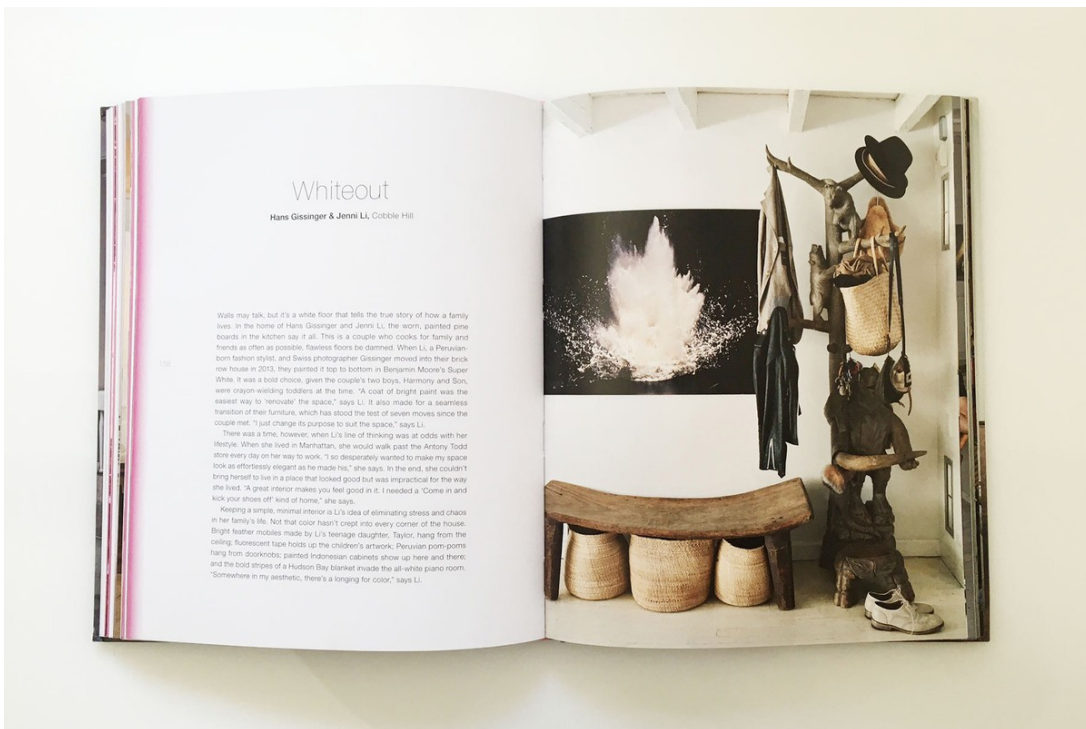 Whiteout
Hans Gissinger & Jenni Li, Cobble Hill
Walls may talk, but it's a white floor that tells the true story of how a family
lives. In the home of Hans Gissinger and Jenni Li, the worn, painted pine
boards in the kitchen say it all. This is a couple who cooks for family and
friends as often as possible, flawless floors be damned. When Li, a Peruvian-
born fashion stylist, and Swiss photographer Gissinger moved into their brick
row house in 2013, they painted it top to bottom in Benjamin Moore's Super
White. It was a bold choice, given the couple's two boys, Harmony and Son,
were crayon-wielding toddlers at the time. "A coat of bright paint was the
easiest way to 'renovate' the space," says Li. It also made for a seamless
transition of their furniture, which has stood the test of seven moves since the
couple met. "I just change its purpose to suit the space," says Li.
There was a time, however, when Li's line of thinking was at odds with her
lifestyle. When she lived in Manhattan, she would walk past the Antony Todd
store every day on her way to work. "I so desperately wanted to make my space
look as effortlessly elegant as he made his," she says. In the end, she couldn't
bring herself to live in a place that looked good but was impractical for the way
she lived. "A great interior makes you feel good in it. I needed a 'Come in and
kick your shoes off' kind of home," she says.
Keeping a simple, minimal interior is Li's idea of eliminating stress and chaos
in her family's life. Not that color hasn't crept into every corner of the house.
Bright feather mobiles made by Li's teenage daughter, Taylor, hang from the
ceiling; fluorescent tape holds up the children's artwork; Peruvian pom-poms
hang from doorknobs; painted Indonesian cabinets show up here and there;
and the bold stripes of a Hudson Bay blanket invade the all-white piano room.
"Somewhere in my aesthetic, there's a longing for color," says Li.